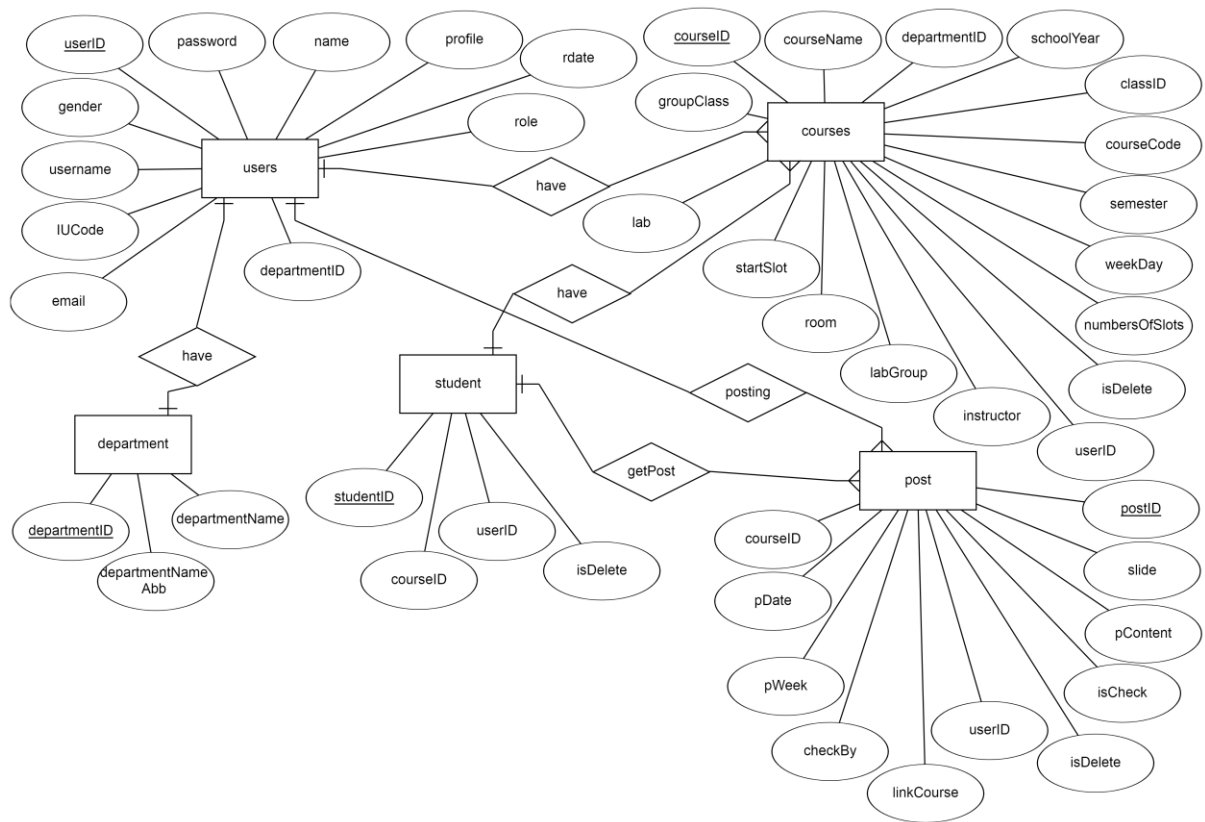 userID
password
name
profile
rdate
role
gender
username
IUCode
email
users
departmentID
have
courseID
courseName
departmentID
schoolYear
groupClass
courses
classID
courseCode
semester
weekDay
numbersOfSlots
isDelete
userID
instructor
labGroup
room
startSlot
lab
have
have
student
posting
getPost
department
departmentID
departmentName
Abb
departmentName
studentID
courseID
userID
isDelete
post
postID
slide
pContent
isCheck
isDelete
userID
linkCourse
checkBy
pWeek
pDate
courseID